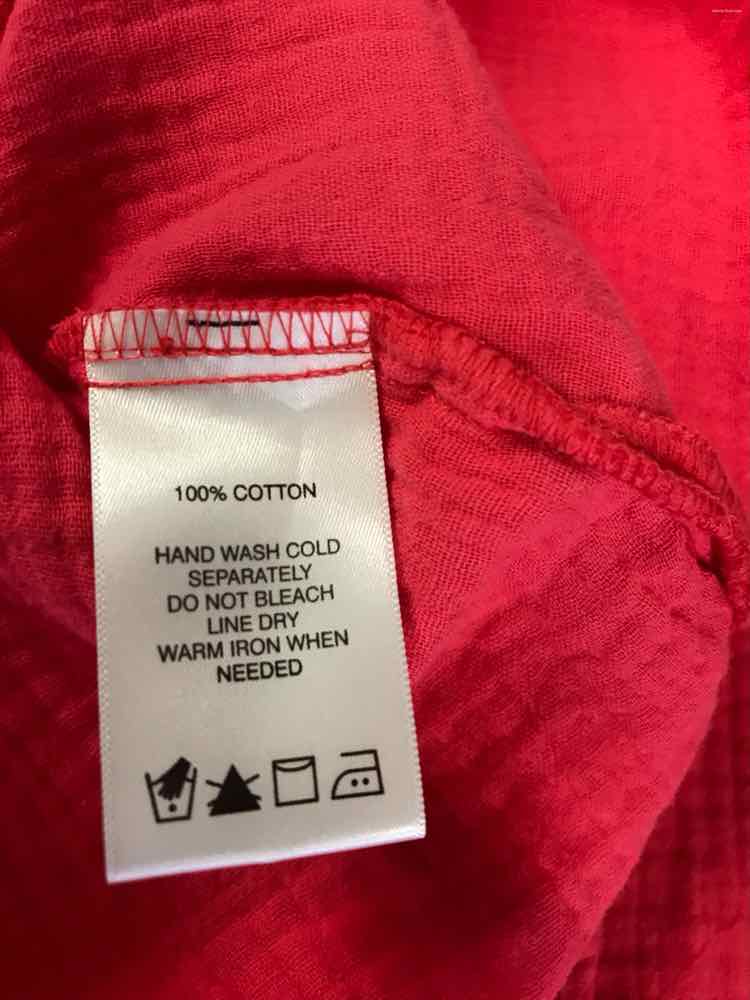 100% COTTON
HAND WASH COLD
SEPARATELY
DO NOT BLEACH
LINE DRY
WARM IRON WHEN
NEEDED